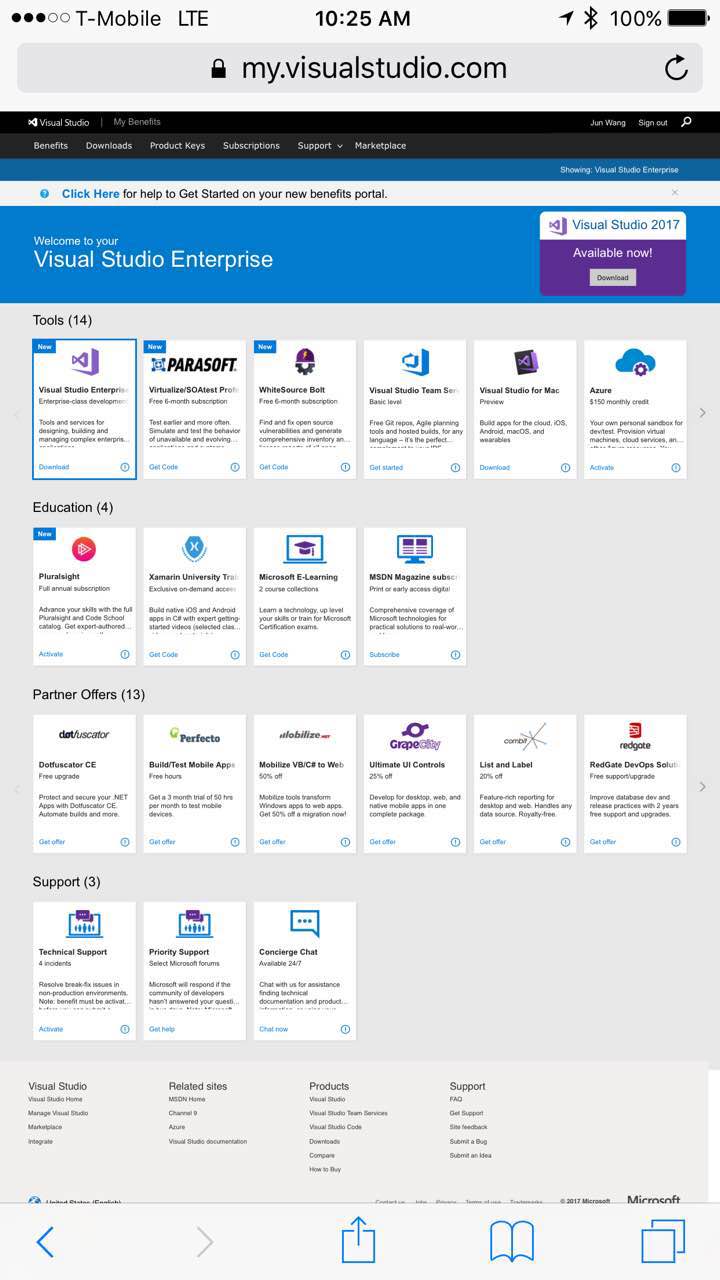 T-Mobile LTE 10:25 AM 100%
my.visualstudio.com
Visual Studio | My Benefits Jun Wang Sign out
Benefits Downloads Product Keys Subscriptions Support Marketplace
Showing: Visual Studio Enterprise
Click Here for help to Get Started on your new benefits portal.
Welcome to your
Visual Studio Enterprise
Visual Studio 2017
Available now!
Download
Tools (14)
New
Visual Studio Enterpris
Enterprise-class developmen
Tools and services for
designing, building and
managing complex enterpris...
Download
New
PARASOFT.
Virtualize/SOAtest Prof
Free 6-month subscription
Test earlier and more often.
Simulate and test the behavior
of unavailable and evolving...
Get Code
New
WhiteSource Bolt
Free 6-month subscription
Find and fix open source
vulnerabilities and generate
comprehensive inventory an...
Get Code
Visual Studio Team Ser
Basic level
Free Git repos, Agile planning
tools and hosted builds, for any
language – it's the perfect...
Get started
Visual Studio for Mac
Preview
Build apps for the cloud, iOS,
Android, macOS, and
wearables
Download
Azure
$150 monthly credit
Your own personal sandbox for
dev/test. Provision virtual
machines, cloud services, an...
Activate
Education (4)
New
Pluralsight
Full annual subscription
Advance your skills with the full
Pluralsight and Code School
catalog. Get expert-authored...
Activate
Xamarin University Trai
Exclusive on-demand access
Build native iOS and Android
apps in C# with expert getting-
started videos (selected clas...
Get Code
Microsoft E-Learning
2 course collections
Learn a technology, up level
your skills or train for Microsoft
Certification exams.
Get Code
MSDN Magazine subscr
Print or early access digital
Comprehensive coverage of
Microsoft technologies for
practical solutions to real-wor...
Subscribe
Partner Offers (13)
dotfuscator
Dotfuscator CE
Free upgrade
Protect and secure your .NET
Apps with Dotfuscator CE.
Automate builds and more.
Get offer
Perfecto
Build/Test Mobile Apps
Free hours
Get a 3 month trial of 50 hrs
per month to test mobile
devices.
Get offer
Mobilize.NET
Mobilize VB/C# to Web
50% off
Mobilize tools transform
Windows apps to web apps.
Get 50% off a migration now!
Get offer
GrapeCity
Ultimate UI Controls
25% off
Develop for desktop, web, and
native mobile apps in one
complete package.
Get offer
combit
List and Label
20% off
Feature-rich reporting for
desktop and web. Handles any
data source. Royalty-free.
Get offer
redgate
RedGate DevOps Soluti
Free support/upgrade
Improve database dev and
release practices with 2 years
free support and upgrades.
Get offer
Support (3)
Technical Support
4 incidents
Resolve break-fix issues in
non-production environments.
Note: benefit must be activat...
Activate
Priority Support
Select Microsoft forums
Microsoft will respond if the
community of developers
hasn't answered your questi...
Get help
Concierge Chat
Available 24/7
Chat with us for assistance
finding technical
documentation and product...
Chat now
Visual Studio
Visual Studio Home
Manage Visual Studio
Marketplace
Integrate
Related sites
MSDN Home
Channel 9
Azure
Visual Studio documentation
Products
Visual Studio
Visual Studio Team Services
Visual Studio Code
Downloads
Compare
How to Buy
Support
FAQ
Get Support
Site feedback
Submit a Bug
Submit an Idea
United States (English) Contact us Jobs Privacy Terms of use Trademarks © 2017 Microsoft Microsoft